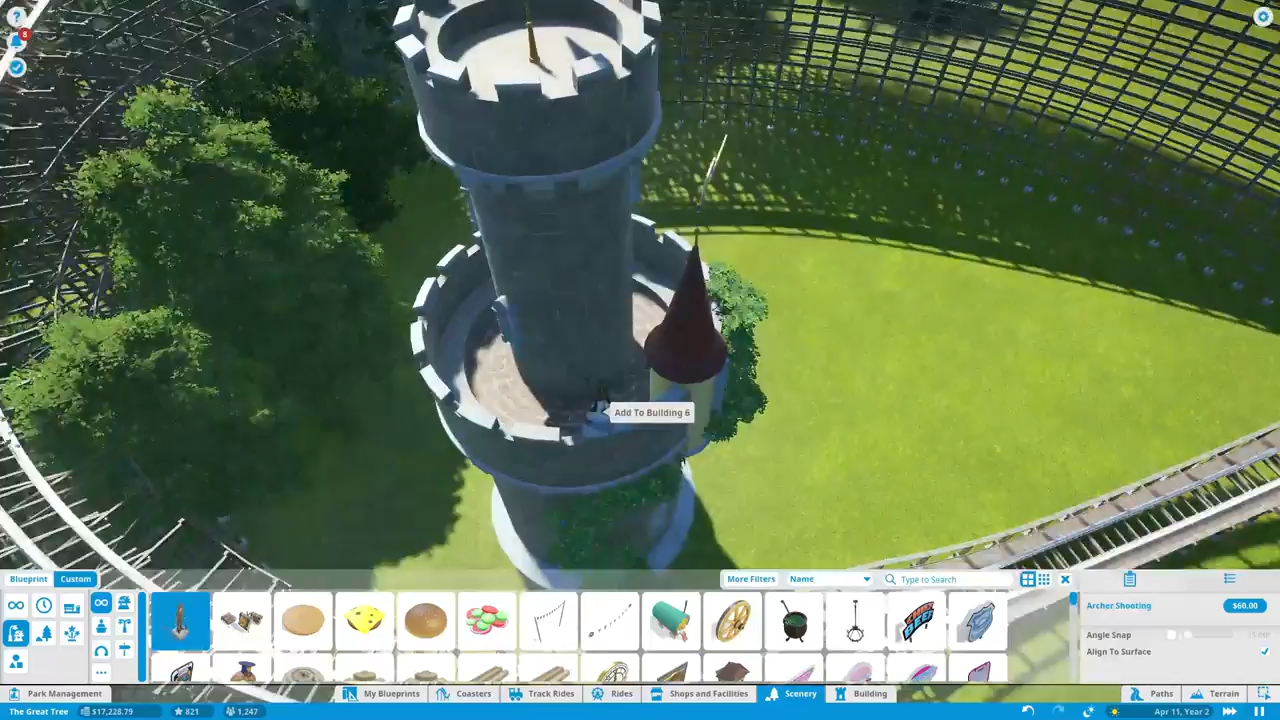 ?
8
Add To Building 6
Blueprint
Custom
More Filters
Name
Type to Search
Archer Shooting
$60.00
Angle Snap
Align To Surface
Park Management
My Blueprints
Coasters
Track Rides
Rides
Shops and Facilities
Scenery
Building
Paths
Terrain
The Great Tree
$17,228.79
821
1,247
Apr 11, Year 2